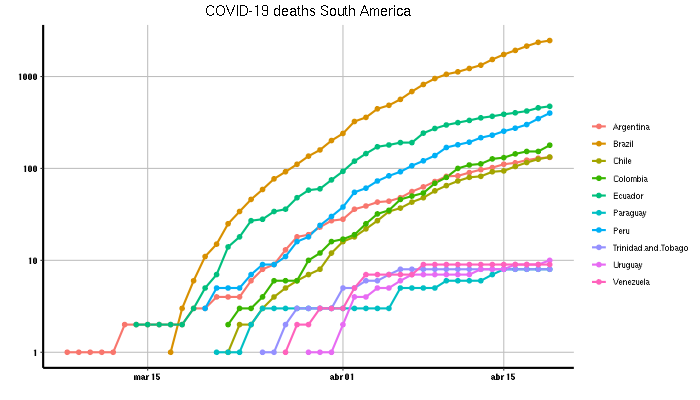 COVID-19 deaths South America
1000
100
10
1
mar 15
abr 01
abr 15
Argentina
Brazil
Chile
Colombia
Ecuador
Paraguay
Peru
Trinidad.and.Tobago
Uruguay
Venezuela